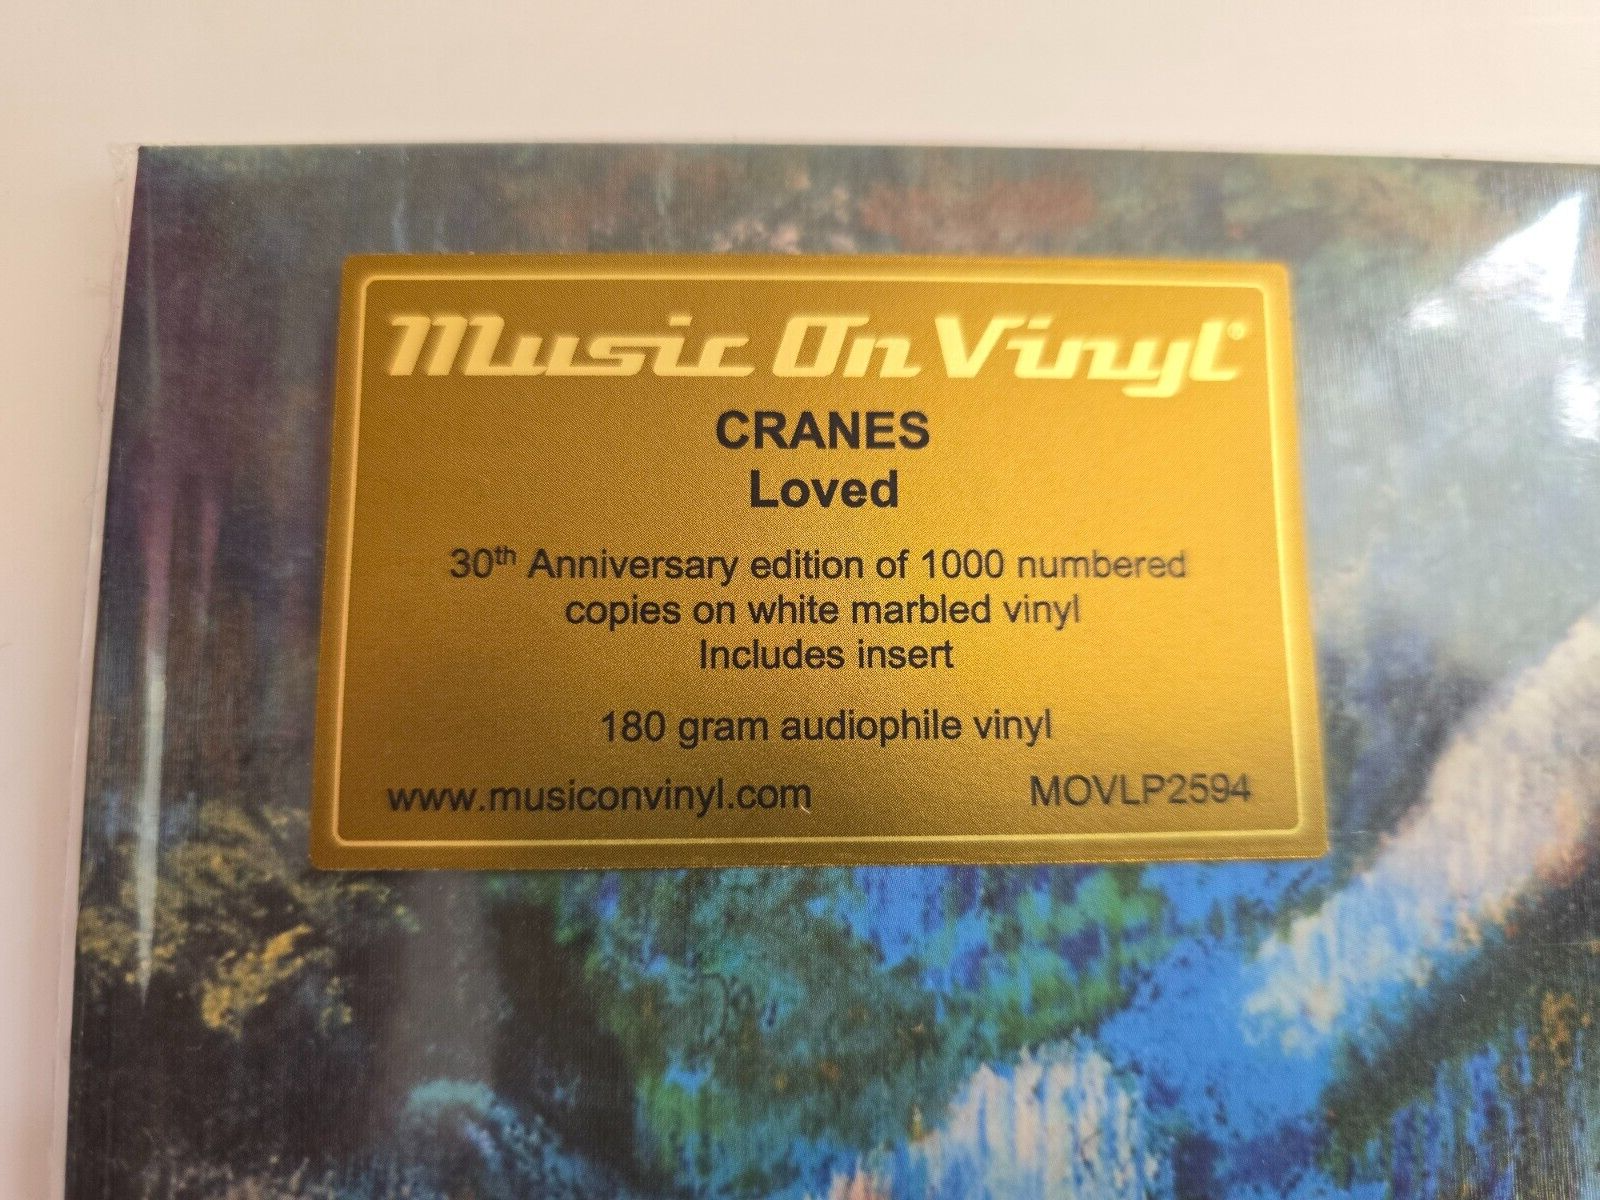 Music On Vinyl®
CRANES
Loved
30th Anniversary edition of 1000 numbered
copies on white marbled vinyl
Includes insert
180 gram audiophile vinyl
www.musiconvinyl.com MOVLP2594